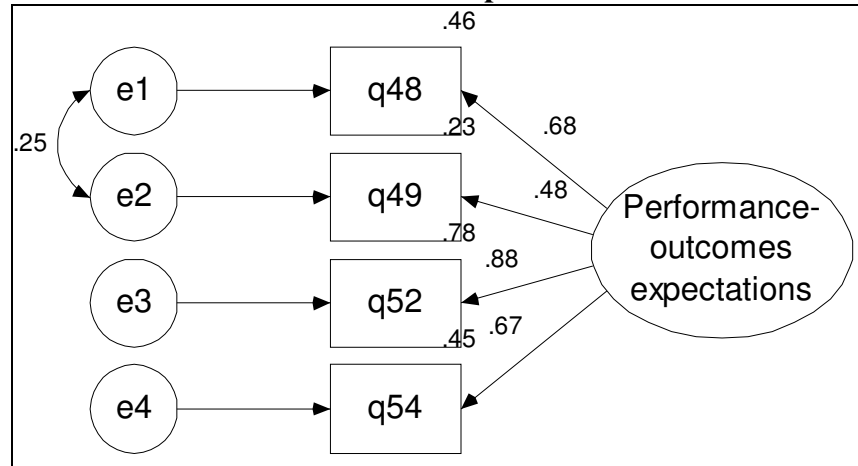 .46
e1
q48
.23
.68
.25
.48
e2
q49
.78
Performance-
outcomes
expectations
.88
e3
q52
.45
.67
e4
q54